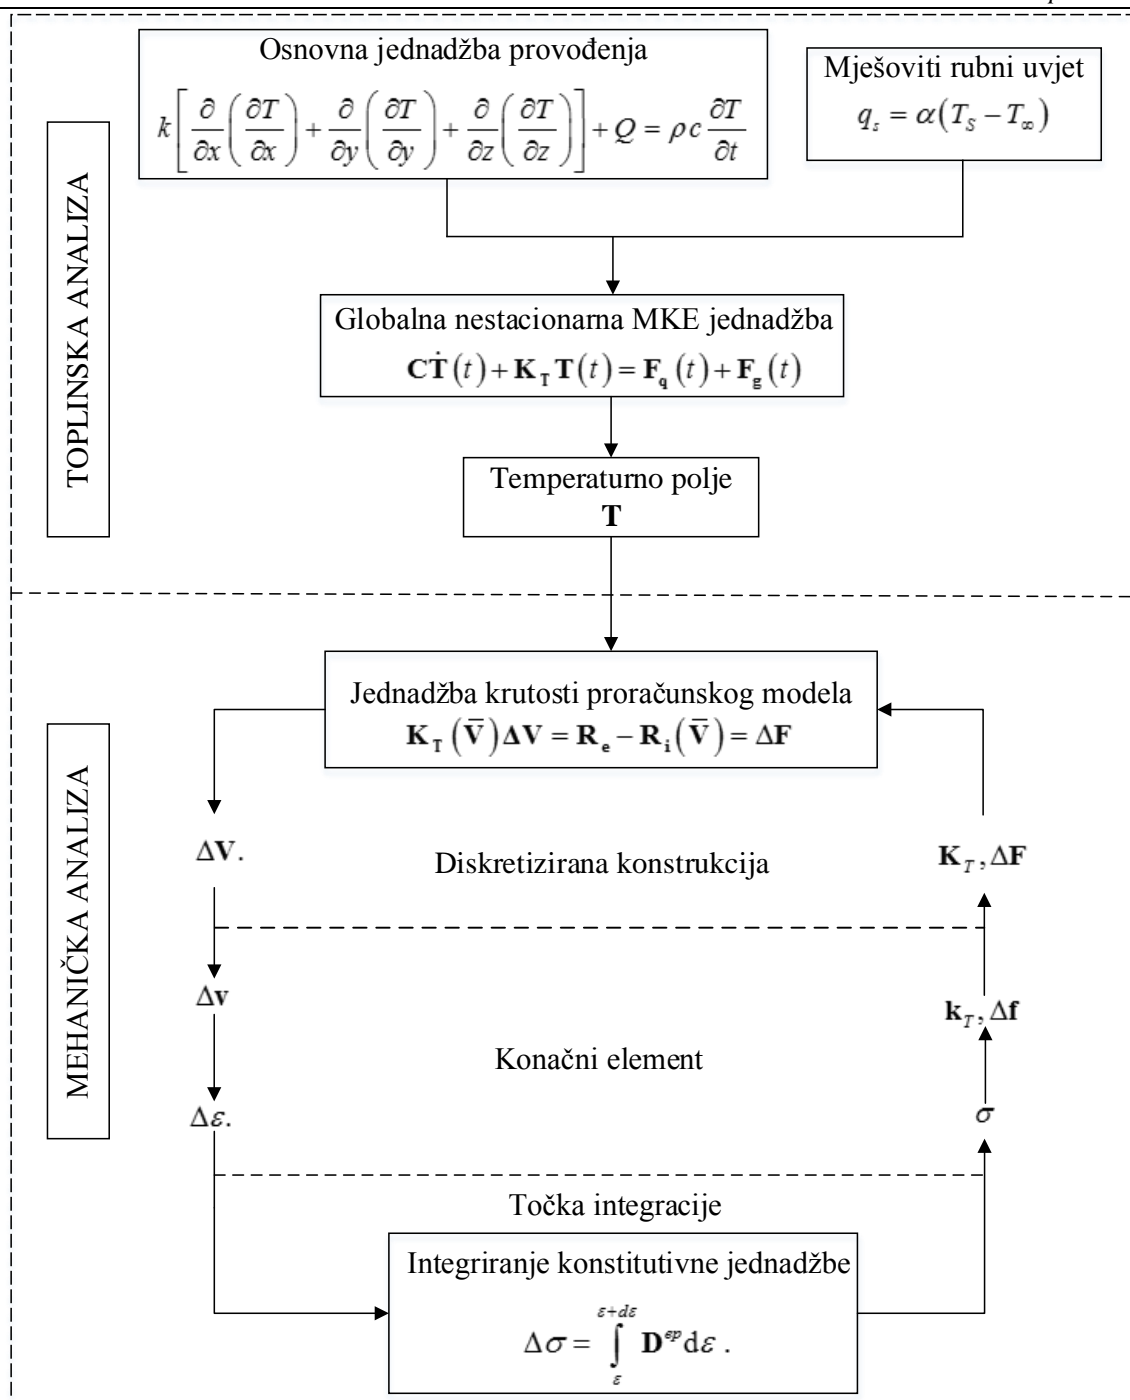 Osnovna jednadžba provođenja
k[∂/∂x(∂T/∂x) + ∂/∂y(∂T/∂y) + ∂/∂z(∂T/∂z)] + Q = ρc ∂T/∂t
Mješoviti rubni uvjet
q_s = α(T_S − T_∞)
TOPLINSKA ANALIZA
Globalna nestacionarna MKE jednadžba
CṪ(t) + K_T T(t) = F_q(t) + F_g(t)
Temperaturno polje
T
MEHANIČKA ANALIZA
Jednadžba krutosti proračunskog modela
K_T(V̄)ΔV = R_e − R_i(V̄) = ΔF
ΔV.
Diskretizirana konstrukcija
K_T, ΔF
Δv
k_T, Δf
Konačni element
Δε.
σ
Točka integracije
Integriranje konstitutivne jednadžbe
Δσ = ∫_ε^{ε+dε} D^{ep} dε .